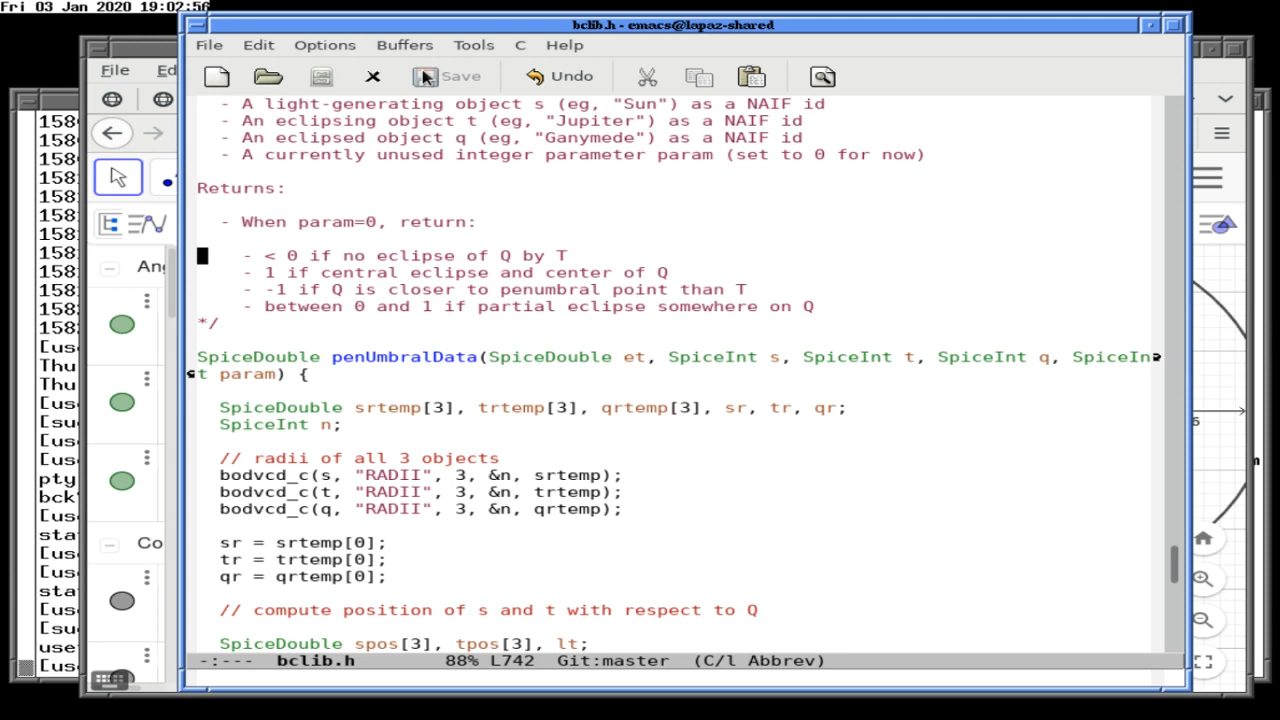 Fri 03 Jan 2020 19:02:56
bclib.h - emacs@lapaz-shared
File Edit Options Buffers Tools C Help
Save Undo
- A light-generating object s (eg, "Sun") as a NAIF id
- An eclipsing object t (eg, "Jupiter") as a NAIF id
- An eclipsed object q (eg, "Ganymede") as a NAIF id
- A currently unused integer parameter param (set to 0 for now)
Returns:
- When param=0, return:
- < 0 if no eclipse of Q by T
- 1 if central eclipse and center of Q
- -1 if Q is closer to penumbral point than T
- between 0 and 1 if partial eclipse somewhere on Q
*/
SpiceDouble penUmbralData(SpiceDouble et, SpiceInt s, SpiceInt t, SpiceInt q, SpiceIn
t param) {
SpiceDouble srtemp[3], trtemp[3], qrtemp[3], sr, tr, qr;
SpiceInt n;
// radii of all 3 objects
bodvcd_c(s, "RADII", 3, &n, srtemp);
bodvcd_c(t, "RADII", 3, &n, trtemp);
bodvcd_c(q, "RADII", 3, &n, qrtemp);
sr = srtemp[0];
tr = trtemp[0];
qr = qrtemp[0];
// compute position of s and t with respect to Q
SpiceDouble spos[3], tpos[3], lt;
-:--- bclib.h 88% L742 Git:master (C/l Abbrev)
File Ed
Ang
Co